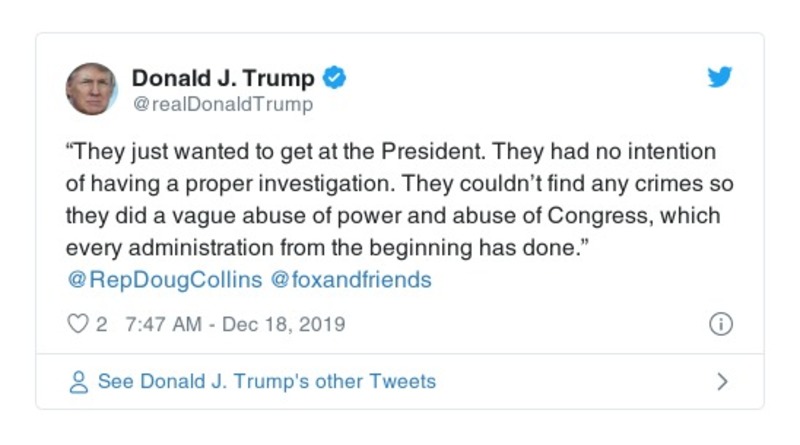 Donald J. Trump
@realDonaldTrump
“They just wanted to get at the President. They had no intention
of having a proper investigation. They couldn’t find any crimes so
they did a vague abuse of power and abuse of Congress, which
every administration from the beginning has done.”
@RepDougCollins @foxandfriends
2 7:47 AM - Dec 18, 2019
See Donald J. Trump's other Tweets